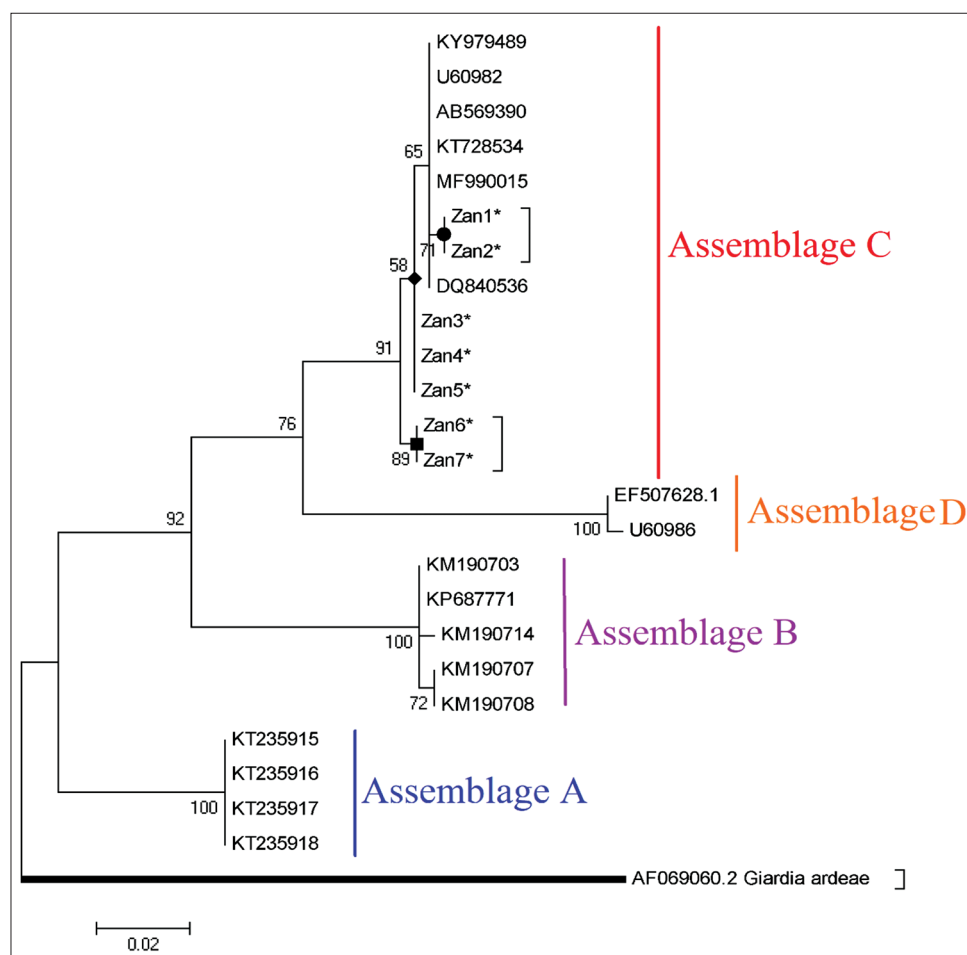 KY979489
U60982
AB569390
KT728534
65
MF990015
Zan1*
71
Zan2*
Assemblage C
58
DQ840536
Zan3*
91
Zan4*
Zan5*
76
Zan6*
89
Zan7*
EF507628.1
100
U60986
Assemblage D
92
KM190703
KP687771
100
KM190714
Assemblage B
KM190707
72
KM190708
KT235915
KT235916
Assemblage A
100
KT235917
KT235918
AF069060.2 Giardia ardeae
0.02